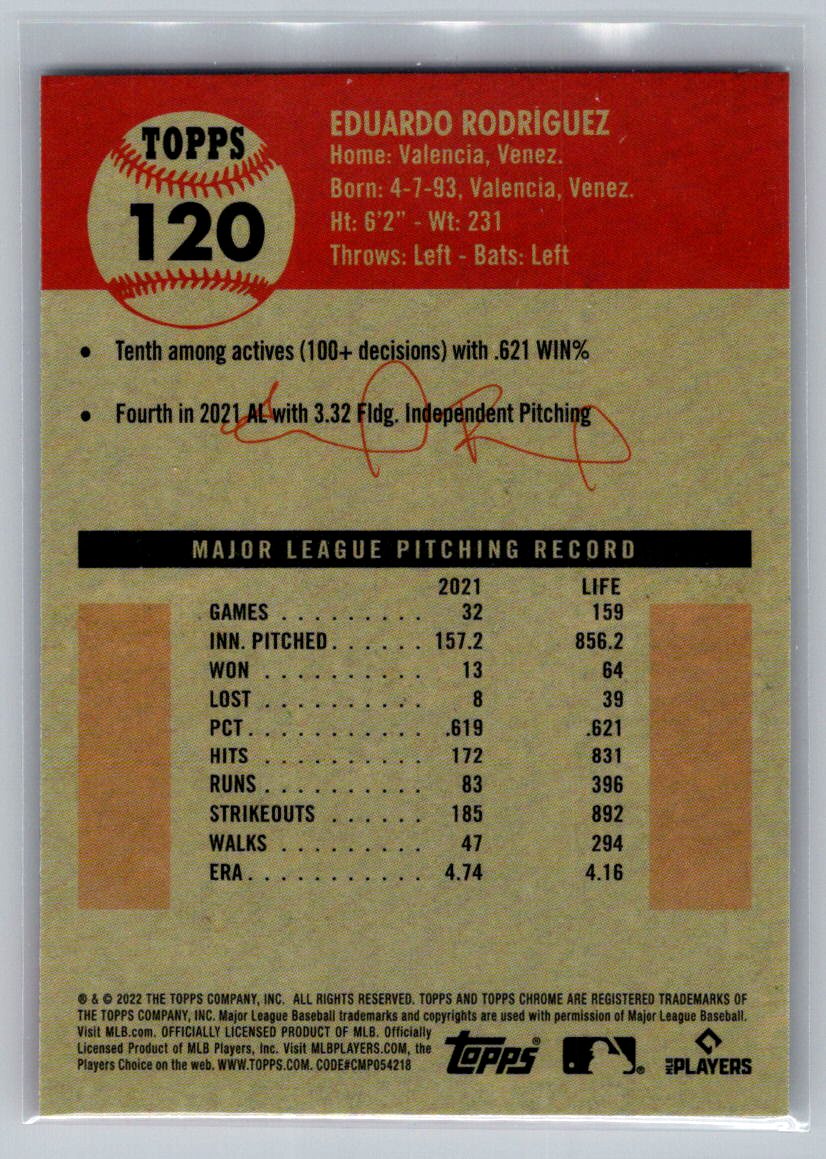 TOPPS
120
EDUARDO RODRÍGUEZ
Home: Valencia, Venez.
Born: 4-7-93, Valencia, Venez.
Ht: 6'2" - Wt: 231
Throws: Left - Bats: Left
• Tenth among actives (100+ decisions) with .621 WIN%
• Fourth in 2021 AL with 3.32 Fldg. Independent Pitching
MAJOR LEAGUE PITCHING RECORD
2021 LIFE
GAMES . . . . . . . . . 32 159
INN. PITCHED. . . . . . 157.2 856.2
WON . . . . . . . . . . 13 64
LOST . . . . . . . . . . 8 39
PCT. . . . . . . . . . . .619 .621
HITS . . . . . . . . . . 172 831
RUNS . . . . . . . . . . 83 396
STRIKEOUTS . . . . . . 185 892
WALKS . . . . . . . . . 47 294
ERA. . . . . . . . . . . 4.74 4.16
® & © 2022 THE TOPPS COMPANY, INC. ALL RIGHTS RESERVED. TOPPS AND TOPPS CHROME ARE REGISTERED TRADEMARKS OF
THE TOPPS COMPANY, INC. Major League Baseball trademarks and copyrights are used with permission of Major League Baseball.
Visit MLB.com. OFFICIALLY LICENSED PRODUCT OF MLB. Officially
Licensed Product of MLB Players, Inc. Visit MLBPLAYERS.COM, the
Players Choice on the web. WWW.TOPPS.COM. CODE#CMP054218
Topps®
®
MLB PLAYERS